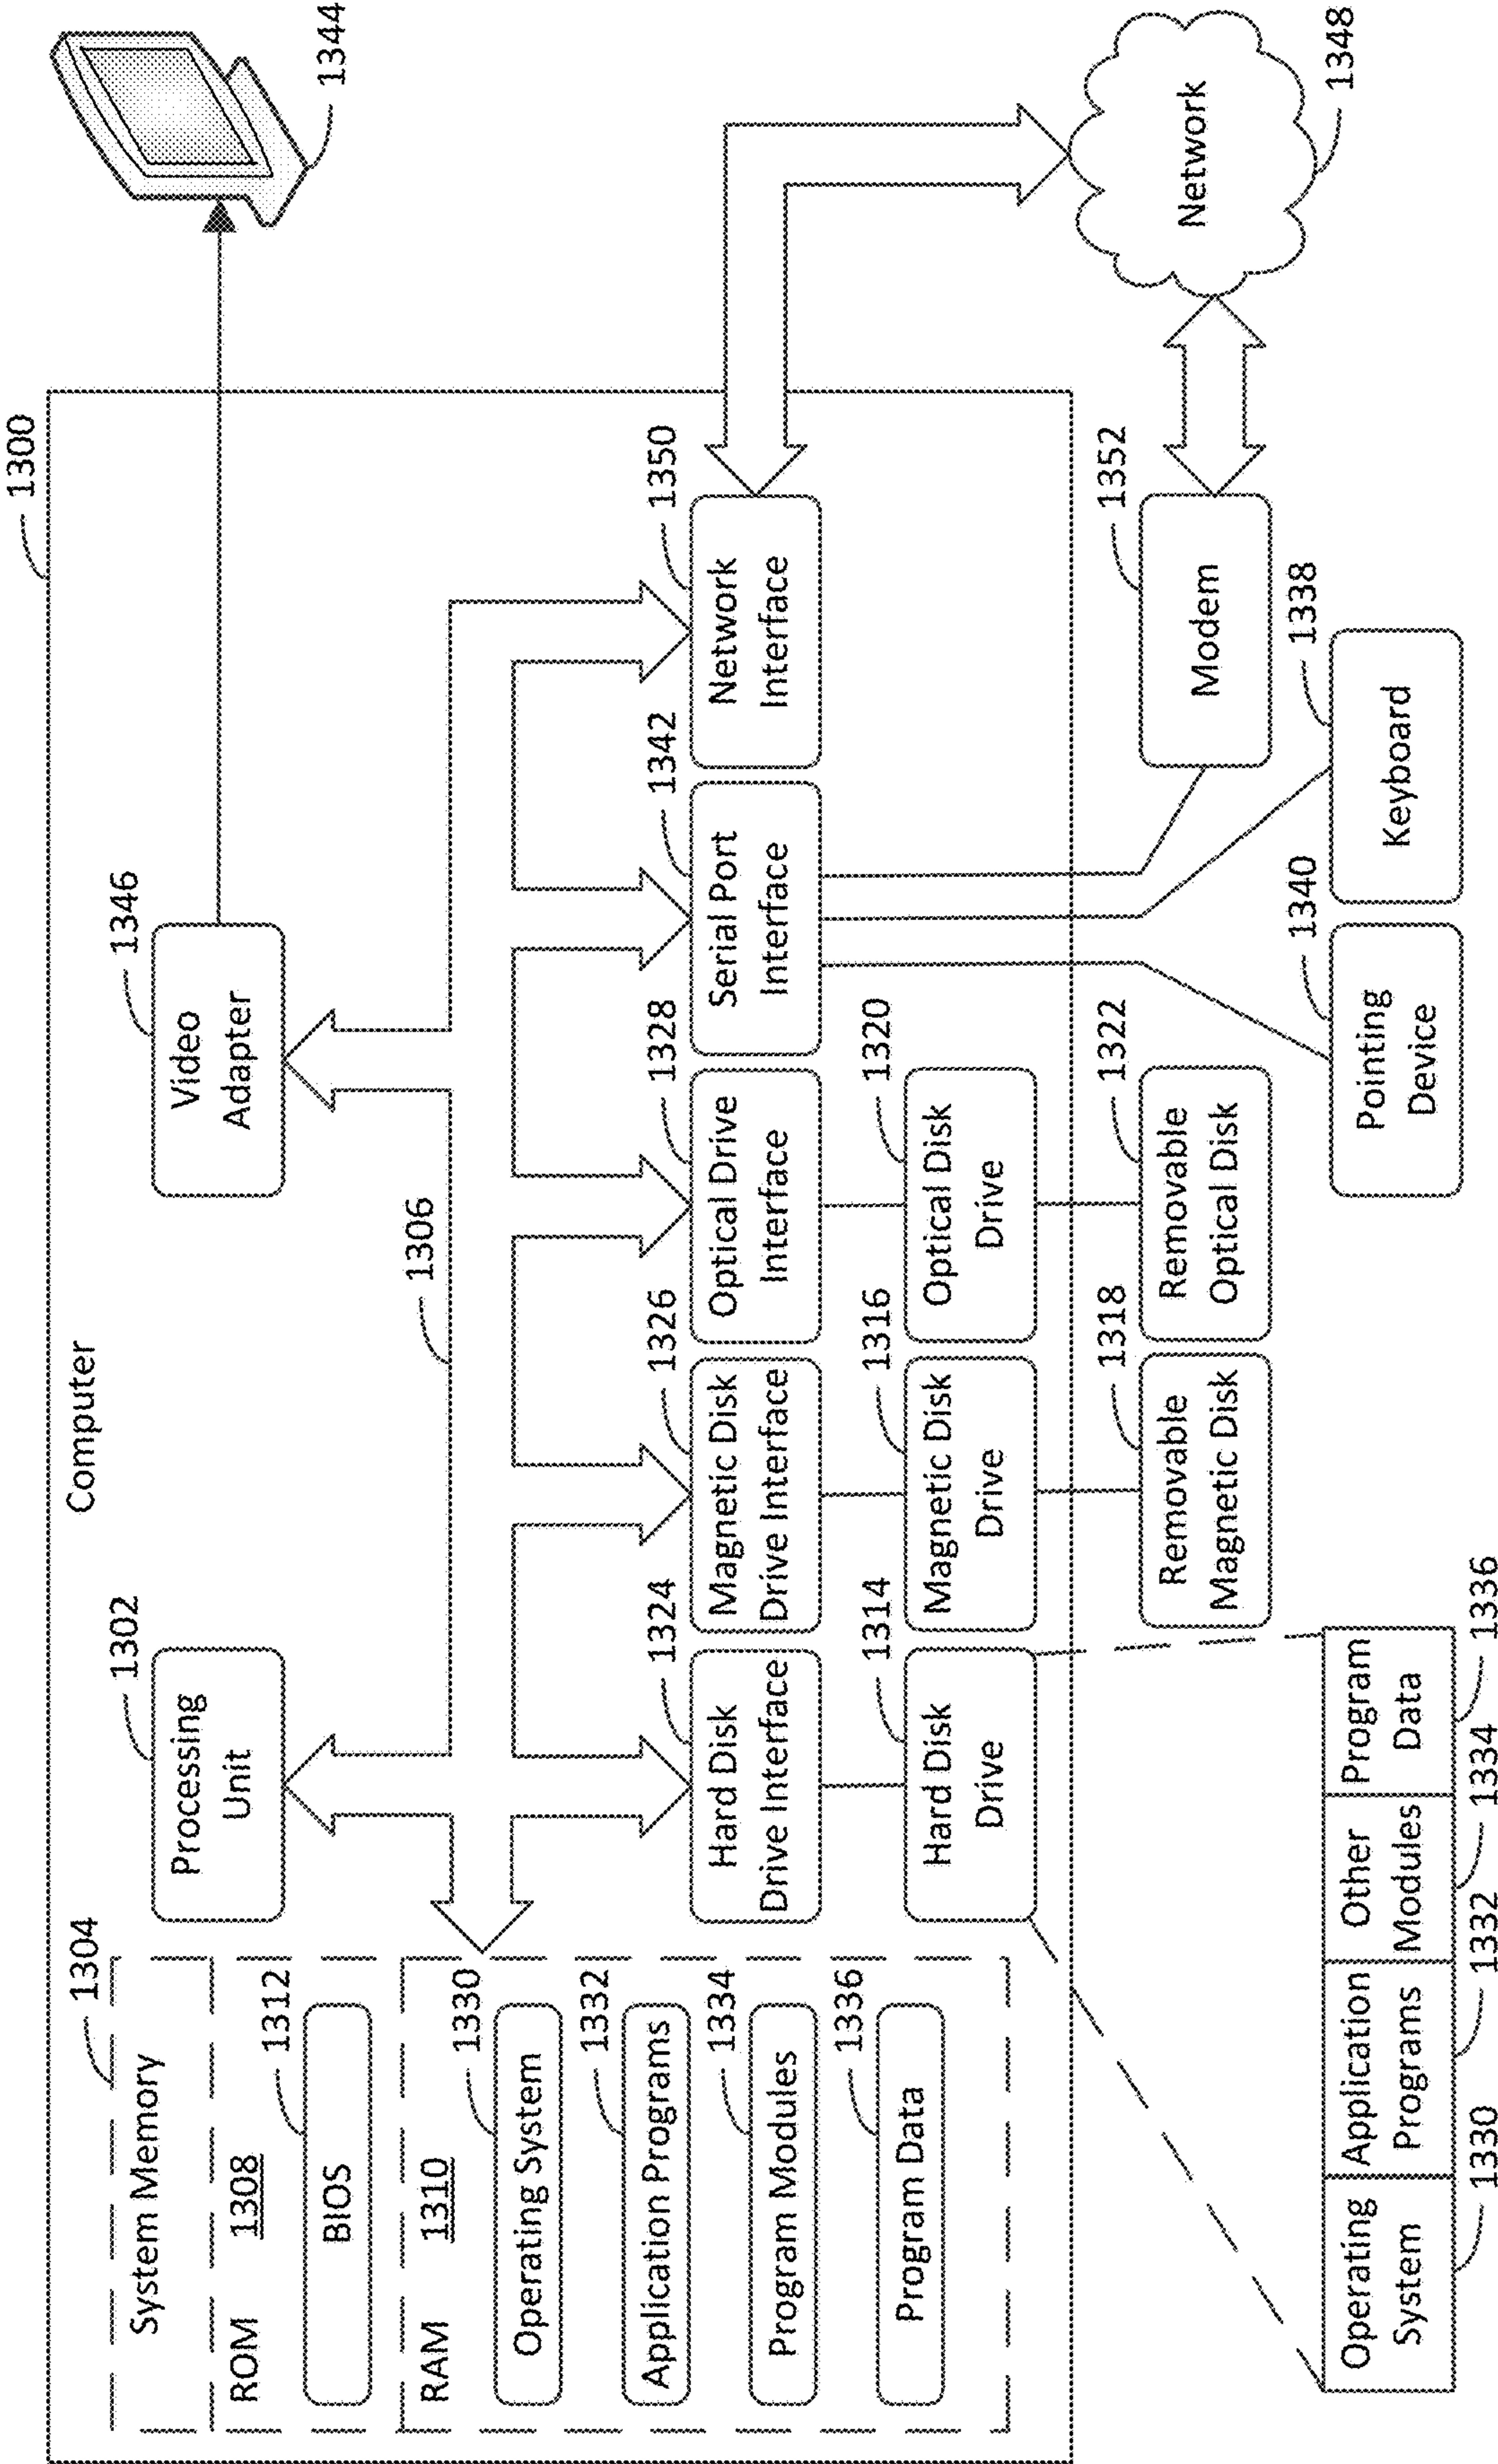 1300
Computer
1304
System Memory
ROM 1308
1312
BIOS
RAM 1310
1330
Operating System
1332
Application Programs
1334
Program Modules
1336
Program Data
1302
Processing
Unit
1306
1346
Video
Adapter
1344
1324
Hard Disk
Drive Interface
1326
Magnetic Disk
Drive Interface
1328
Optical Drive
Interface
1342
Serial Port
Interface
1350
Network
Interface
1314
Hard Disk
Drive
1316
Magnetic Disk
Drive
1320
Optical Disk
Drive
1318
Removable
Magnetic Disk
1322
Removable
Optical Disk
1352
Modem
Network
1348
1340
Pointing
Device
1338
Keyboard
Operating
System
1330
Application
Programs
1332
Other
Modules
1334
Program
Data
1336